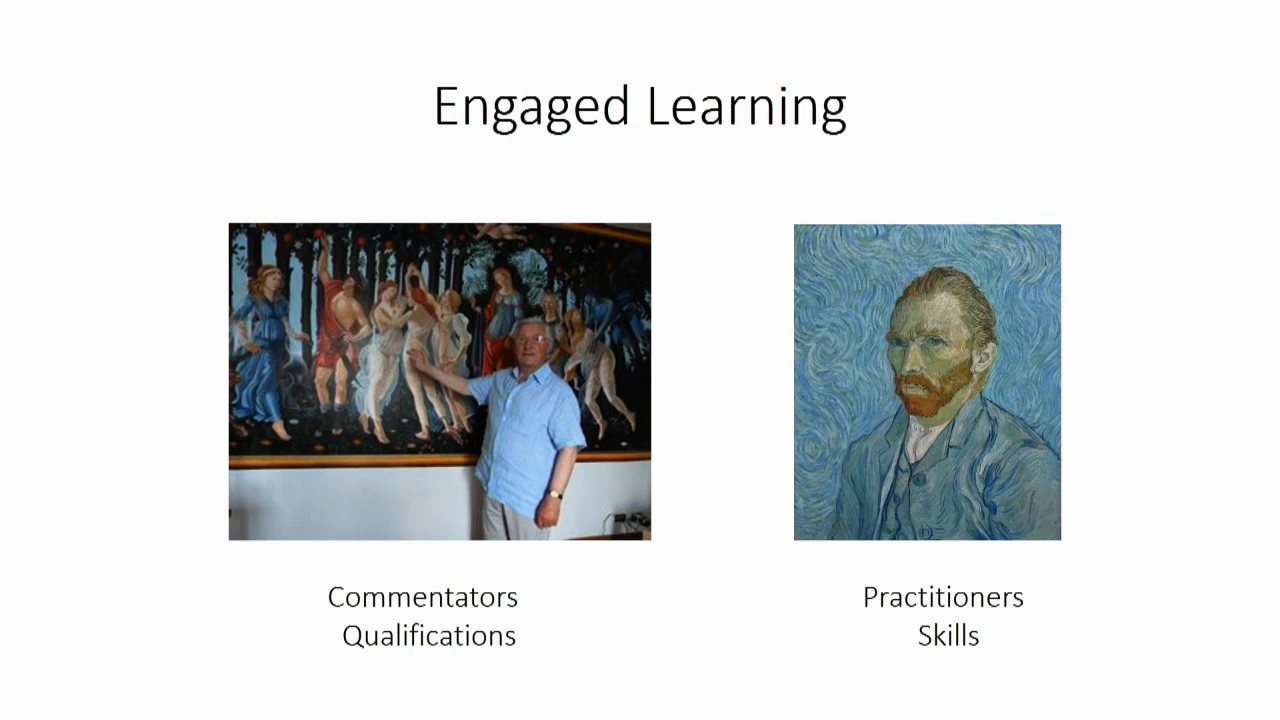 Engaged Learning
Commentators
Qualifications
Practitioners
Skills